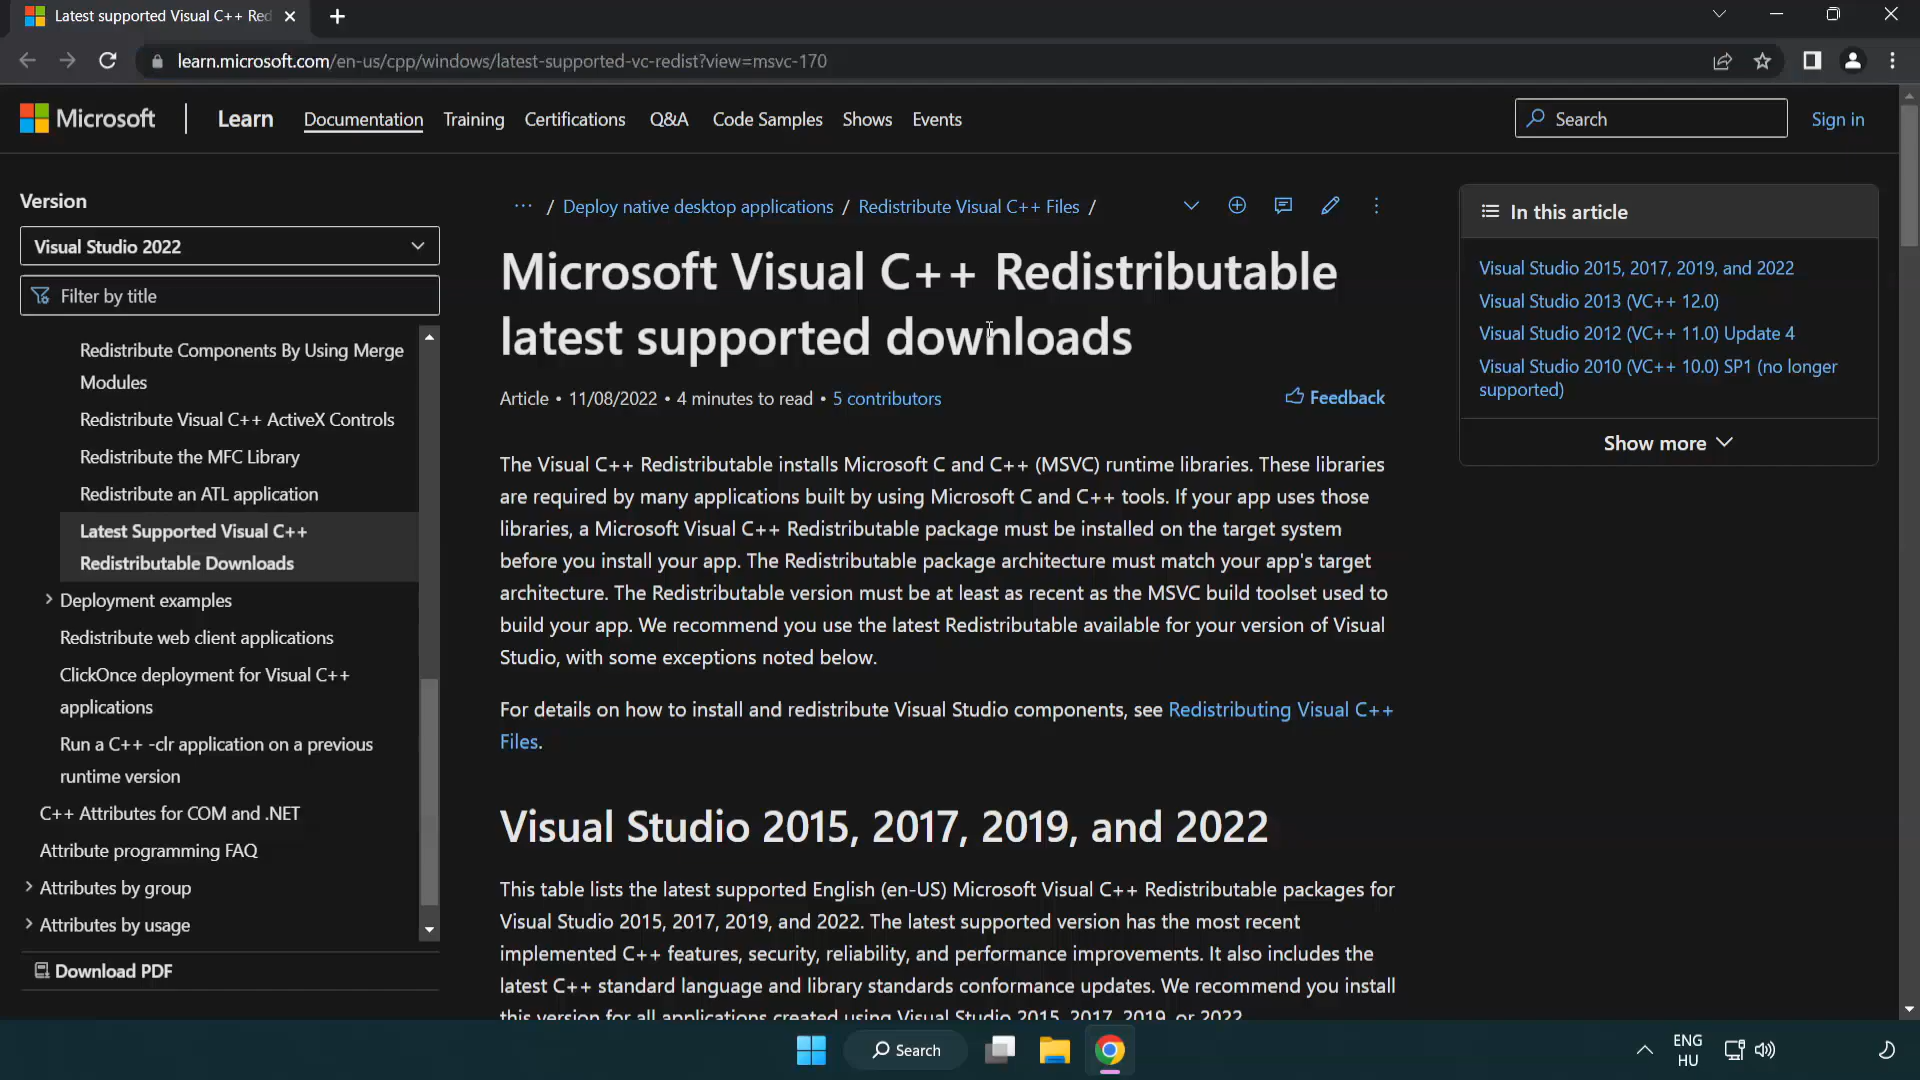 Latest supported Visual C++ Red
learn.microsoft.com/en-us/cpp/windows/latest-supported-vc-redist?view=msvc-170
Microsoft
Learn
Documentation
Training
Certifications
Q&A
Code Samples
Shows
Events
Search
Sign in
Version
Visual Studio 2022
Filter by title
Redistribute Components By Using Merge
Modules
Redistribute Visual C++ ActiveX Controls
Redistribute the MFC Library
Redistribute an ATL application
Latest Supported Visual C++
Redistributable Downloads
Deployment examples
Redistribute web client applications
ClickOnce deployment for Visual C++
applications
Run a C++ -clr application on a previous
runtime version
C++ Attributes for COM and .NET
Attribute programming FAQ
Attributes by group
Attributes by usage
Download PDF
··· / Deploy native desktop applications / Redistribute Visual C++ Files /
Microsoft Visual C++ Redistributable
latest supported downloads
Article • 11/08/2022 • 4 minutes to read • 5 contributors
Feedback
The Visual C++ Redistributable installs Microsoft C and C++ (MSVC) runtime libraries. These libraries
are required by many applications built by using Microsoft C and C++ tools. If your app uses those
libraries, a Microsoft Visual C++ Redistributable package must be installed on the target system
before you install your app. The Redistributable package architecture must match your app's target
architecture. The Redistributable version must be at least as recent as the MSVC build toolset used to
build your app. We recommend you use the latest Redistributable available for your version of Visual
Studio, with some exceptions noted below.
For details on how to install and redistribute Visual Studio components, see Redistributing Visual C++
Files.
Visual Studio 2015, 2017, 2019, and 2022
This table lists the latest supported English (en-US) Microsoft Visual C++ Redistributable packages for
Visual Studio 2015, 2017, 2019, and 2022. The latest supported version has the most recent
implemented C++ features, security, reliability, and performance improvements. It also includes the
latest C++ standard language and library standards conformance updates. We recommend you install
this version for all applications created using Visual Studio 2015, 2017, 2019, or 2022.
In this article
Visual Studio 2015, 2017, 2019, and 2022
Visual Studio 2013 (VC++ 12.0)
Visual Studio 2012 (VC++ 11.0) Update 4
Visual Studio 2010 (VC++ 10.0) SP1 (no longer
supported)
Show more
Search
ENG
HU